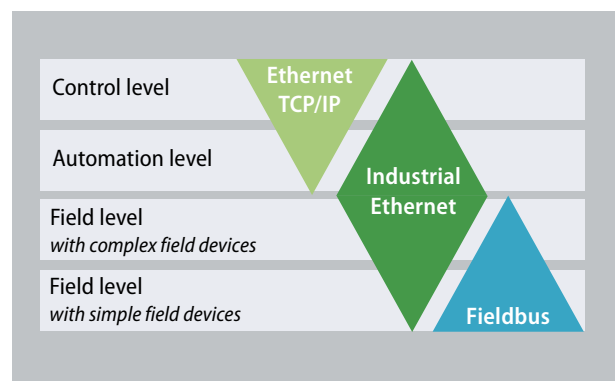 Control level
Ethernet
TCP/IP
Automation level
Industrial
Ethernet
Field level
with complex field devices
Field level
with simple field devices
Fieldbus